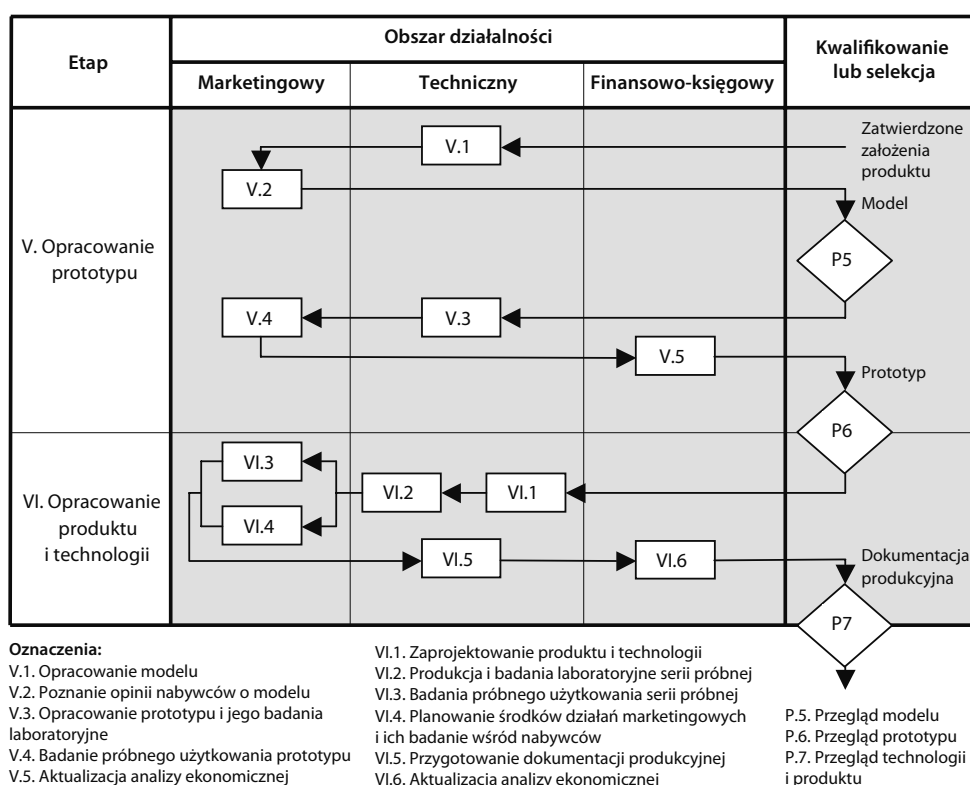 Etap
Obszar działalności
Kwalifikowanie
lub selekcja
Marketingowy
Techniczny
Finansowo-księgowy
V. Opracowanie
prototypu
V.1
Zatwierdzone
założenia
produktu
V.2
Model
P5
V.4
V.3
V.5
Prototyp
P6
VI. Opracowanie
produktu
i technologii
VI.3
VI.2
VI.1
VI.4
VI.5
VI.6
Dokumentacja
produkcyjna
P7
Oznaczenia:
V.1. Opracowanie modelu
V.2. Poznanie opinii nabywców o modelu
V.3. Opracowanie prototypu i jego badania
laboratoryjne
V.4. Badanie próbnego użytkowania prototypu
V.5. Aktualizacja analizy ekonomicznej
VI.1. Zaprojektowanie produktu i technologii
VI.2. Produkcja i badania laboratoryjne serii próbnej
VI.3. Badania próbnego użytkowania serii próbnej
VI.4. Planowanie środków działań marketingowych
i ich badanie wśród nabywców
VI.5. Przygotowanie dokumentacji produkcyjnej
VI.6. Aktualizacja analizy ekonomicznej
P.5. Przegląd modelu
P.6. Przegląd prototypu
P.7. Przegląd technologii
i produktu